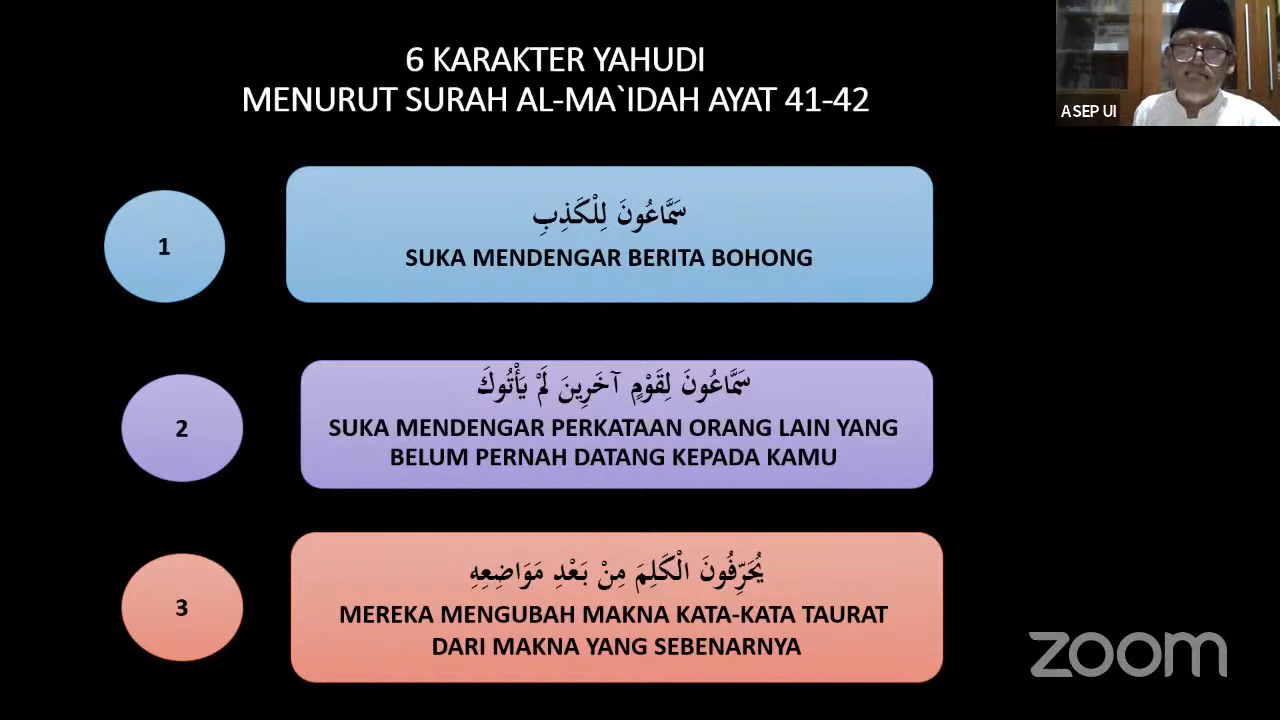 6 KARAKTER YAHUDI
MENURUT SURAH AL-MA`IDAH AYAT 41-42
ASEP UI
1
سَمَّاعُونَ لِلْكَذِبِ
SUKA MENDENGAR BERITA BOHONG
2
سَمَّاعُونَ لِقَوْمٍ آخَرِينَ لَمْ يَأْتُوكَ
SUKA MENDENGAR PERKATAAN ORANG LAIN YANG
BELUM PERNAH DATANG KEPADA KAMU
3
يُحَرِّفُونَ الْكَلِمَ مِنْ بَعْدِ مَوَاضِعِهِ
MEREKA MENGUBAH MAKNA KATA-KATA TAURAT
DARI MAKNA YANG SEBENARNYA
zoom